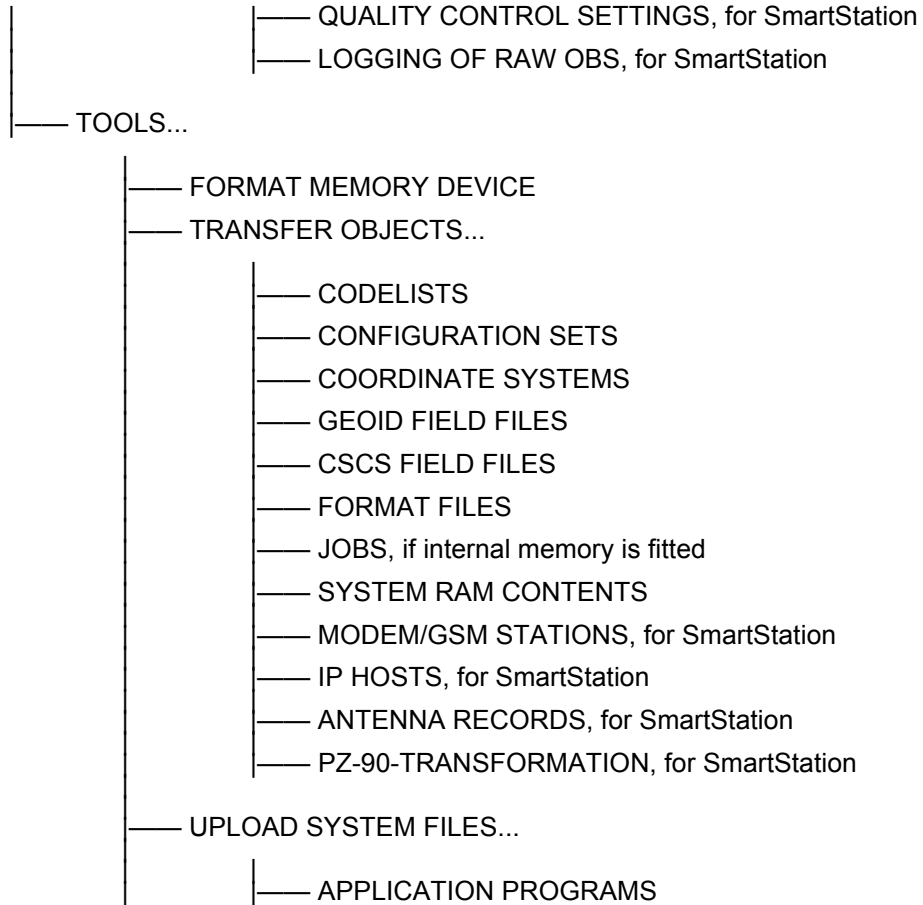 QUALITY CONTROL SETTINGS, for SmartStation
LOGGING OF RAW OBS, for SmartStation
TOOLS...
FORMAT MEMORY DEVICE
TRANSFER OBJECTS...
CODELISTS
CONFIGURATION SETS
COORDINATE SYSTEMS
GEOID FIELD FILES
CSCS FIELD FILES
FORMAT FILES
JOBS, if internal memory is fitted
SYSTEM RAM CONTENTS
MODEM/GSM STATIONS, for SmartStation
IP HOSTS, for SmartStation
ANTENNA RECORDS, for SmartStation
PZ-90-TRANSFORMATION, for SmartStation
UPLOAD SYSTEM FILES...
APPLICATION PROGRAMS